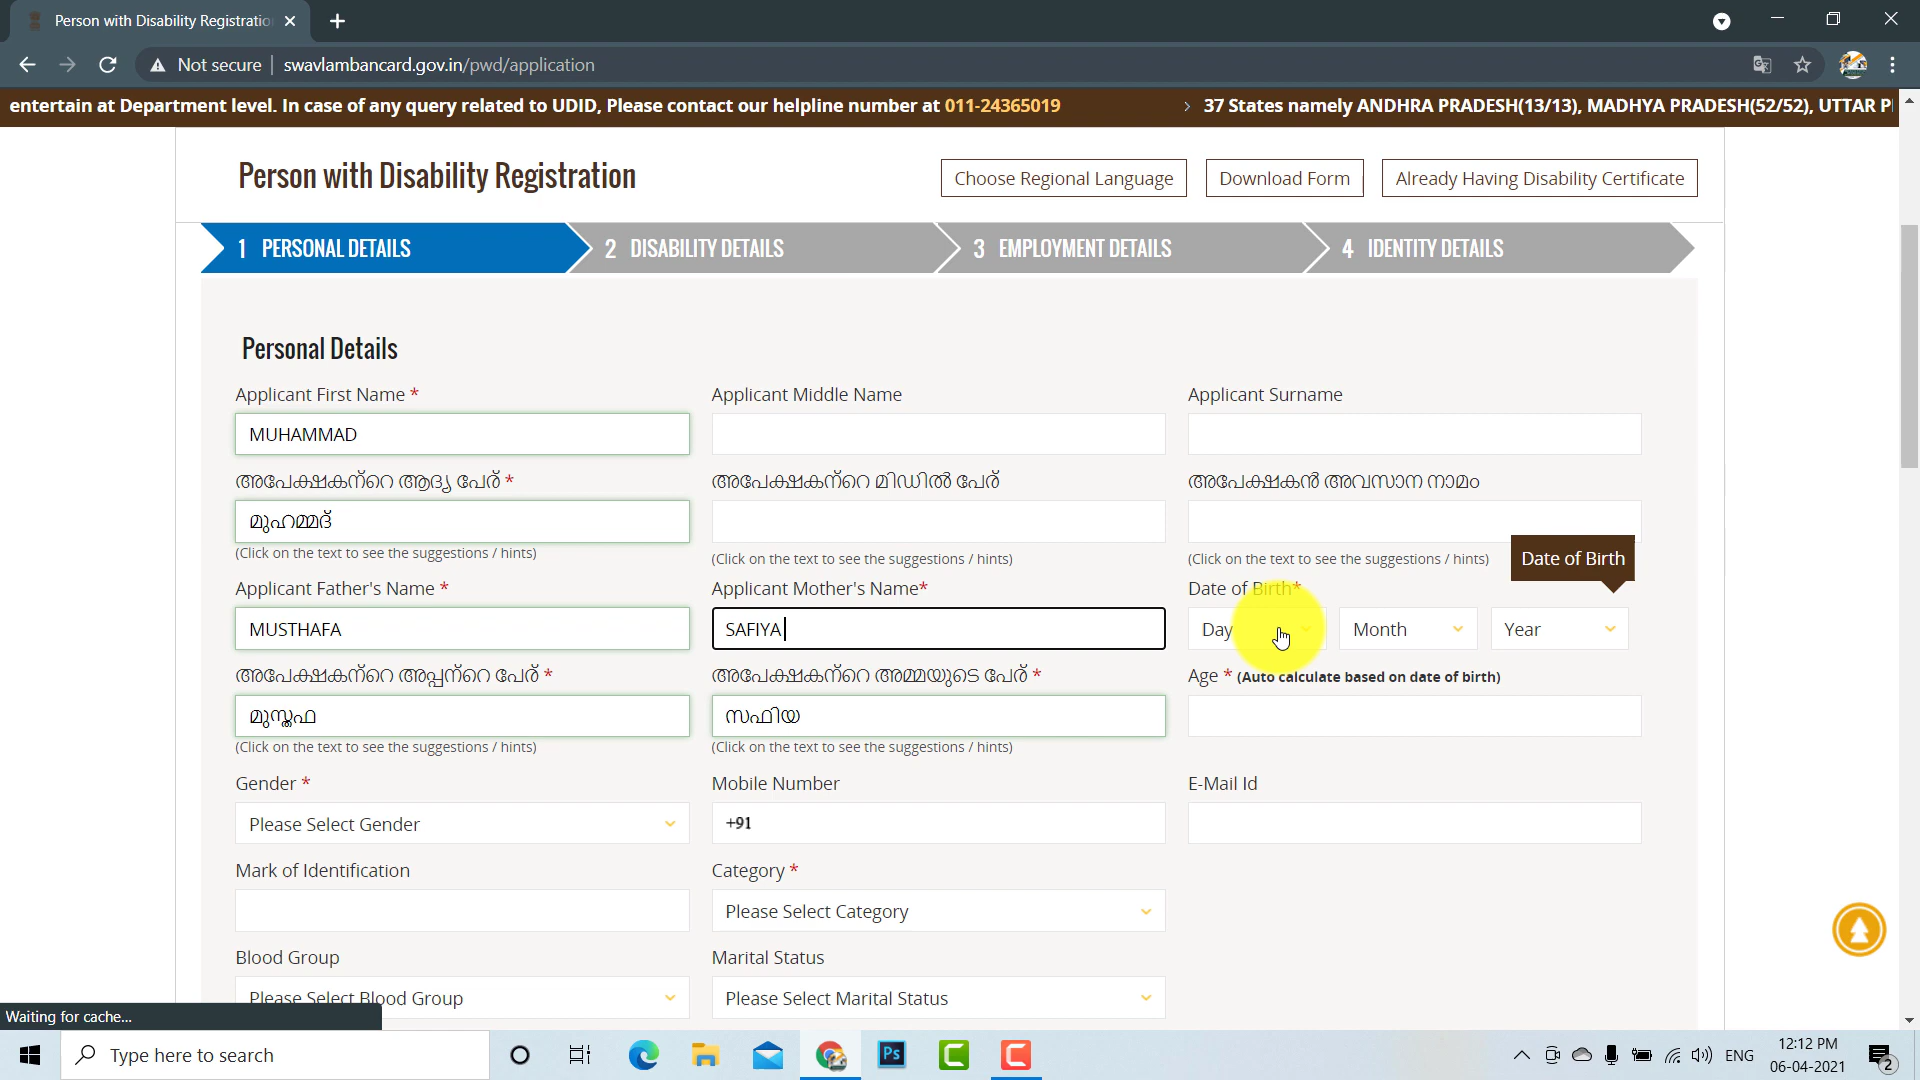 Person with Disability Registratio
Not secure swavlambancard.gov.in/pwd/application
entertain at Department level. In case of any query related to UDID, Please contact our helpline number at 011-24365019 37 States namely ANDHRA PRADESH(13/13), MADHYA PRADESH(52/52), UTTAR P
Person with Disability Registration
Choose Regional Language
Download Form
Already Having Disability Certificate
1 PERSONAL DETAILS
2 DISABILITY DETAILS
3 EMPLOYMENT DETAILS
4 IDENTITY DETAILS
Personal Details
Applicant First Name * Applicant Middle Name Applicant Surname
MUHAMMAD
അപേക്ഷകന്റെ ആദ്യ പേര് * അപേക്ഷകന്റെ മിഡിൽ പേര് അപേക്ഷകൻ അവസാന നാമം
മുഹമ്മദ്
(Click on the text to see the suggestions / hints) (Click on the text to see the suggestions / hints) (Click on the text to see the suggestions / hints)
Date of Birth
Applicant Father's Name * Applicant Mother's Name* Date of Birth*
MUSTHAFA SAFIYA Day Month Year
അപേക്ഷകന്റെ അപ്പന്റെ പേര് * അപേക്ഷകന്റെ അമ്മയുടെ പേര് * Age * (Auto calculate based on date of birth)
മുസ്തഫ സഫിയ
(Click on the text to see the suggestions / hints) (Click on the text to see the suggestions / hints)
Gender * Mobile Number E-Mail Id
Please Select Gender +91
Mark of Identification Category *
Please Select Category
Blood Group Marital Status
Please Select Blood Group Please Select Marital Status
Waiting for cache...
Type here to search
Ps
ENG
12:12 PM
06-04-2021
2